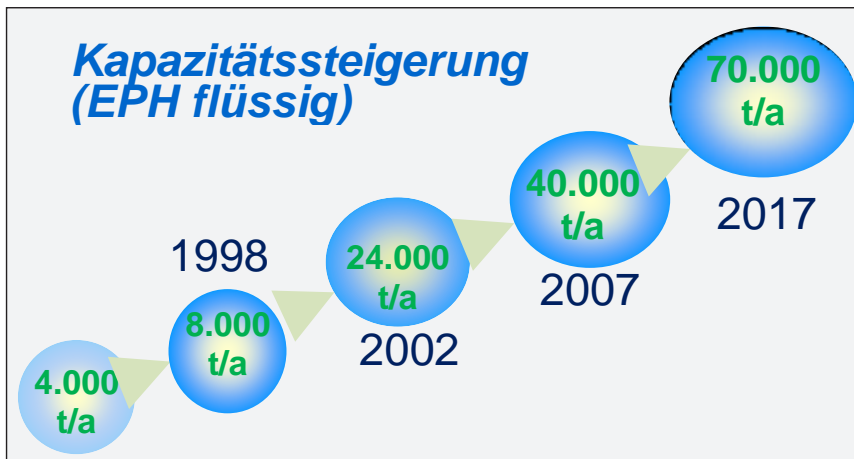 Kapazitätssteigerung
(EPH flüssig)
4.000
t/a
1998
8.000
t/a
24.000
t/a
2002
40.000
t/a
2007
70.000
t/a
2017